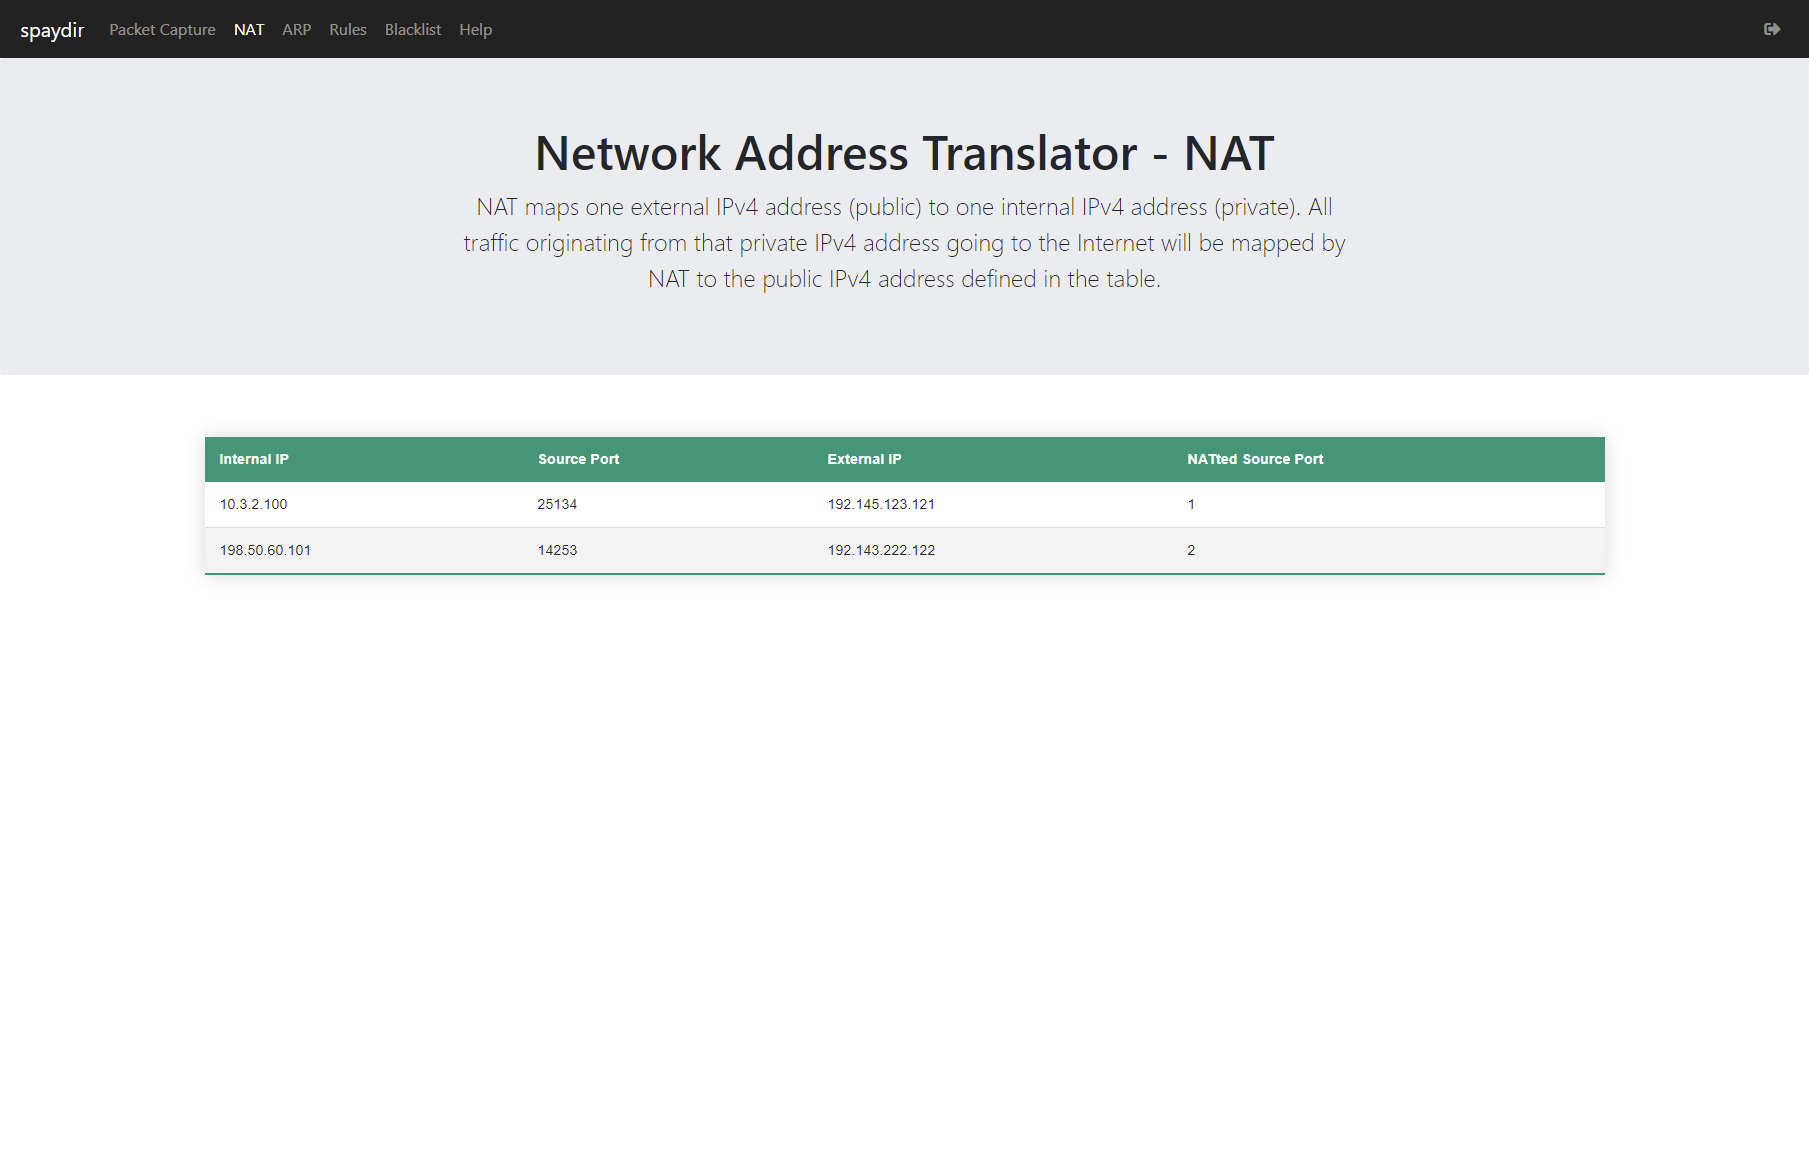 spaydir Packet Capture NAT ARP Rules Blacklist Help
Network Address Translator - NAT
NAT maps one external IPv4 address (public) to one internal IPv4 address (private). All
traffic originating from that private IPv4 address going to the Internet will be mapped by
NAT to the public IPv4 address defined in the table.
Internal IP Source Port External IP NATted Source Port
10.3.2.100 25134 192.145.123.121 1
198.50.60.101 14253 192.143.222.122 2